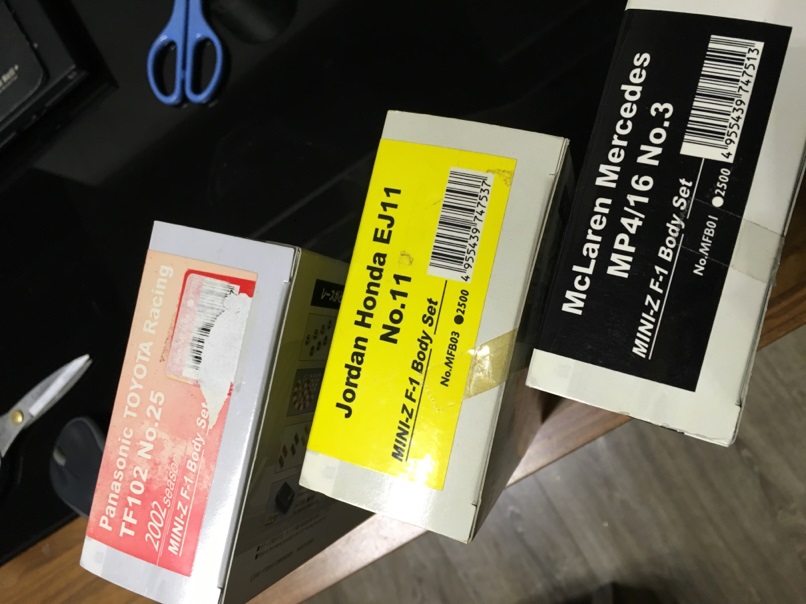 Panasonic TOYOTA Racing
TF102 No.25
2002 season
MINI-Z F-1 Body Set
Jordan Honda EJ11
No.11
MINI-Z F-1 Body Set
No.MFB03 ●2500
4 955439 747537
McLaren Mercedes
MP4/16 No.3
MINI-Z F-1 Body Set
No.MFB01 ●2500
4 955439 747513